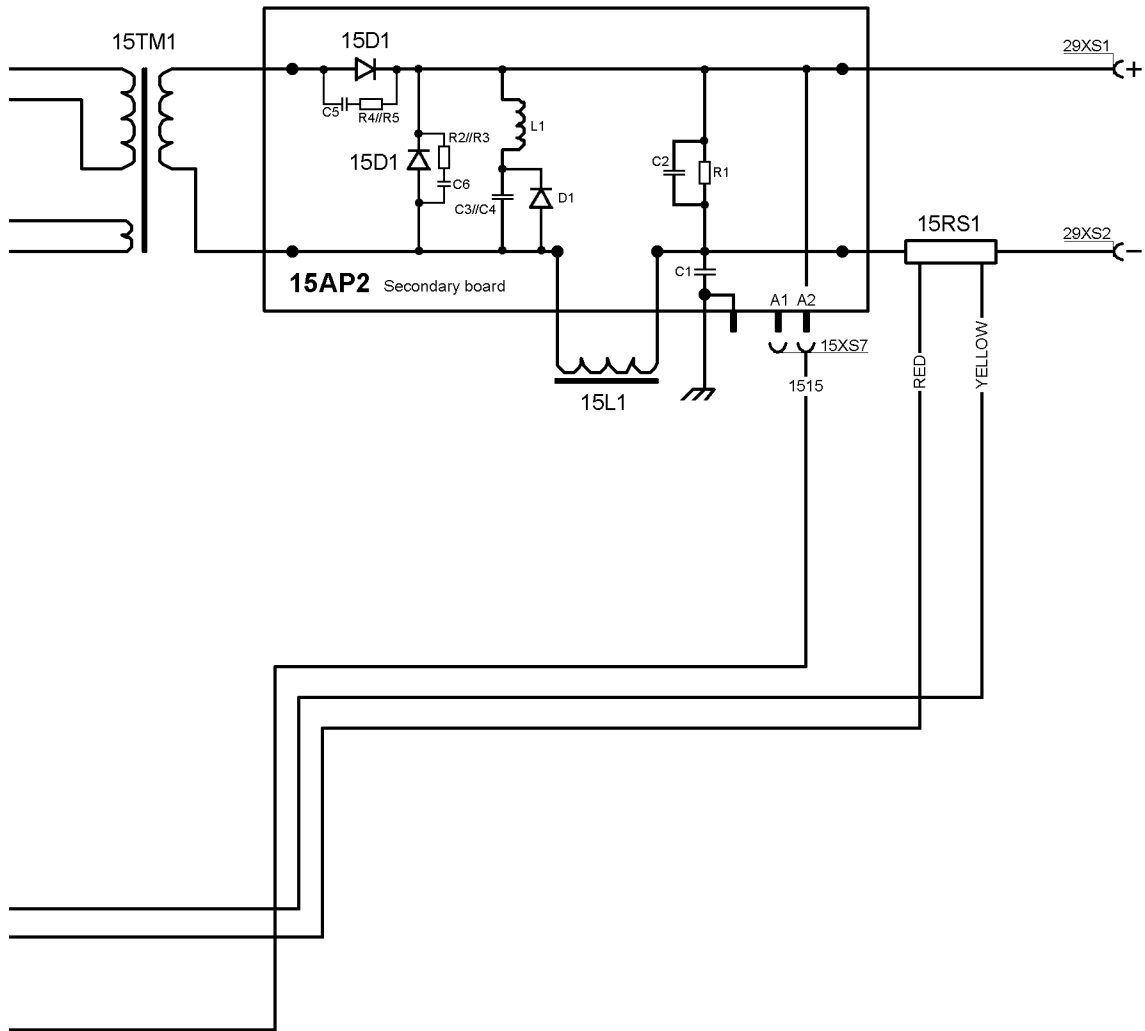 15TM1
15D1
29XS1
+
C5
R4//R5
L1
R2//R3
15D1
C6
C3//C4
D1
C2
R1
15RS1
29XS2
−
15AP2 Secondary board
C1
A1 A2
15XS7
RED
YELLOW
1515
15L1